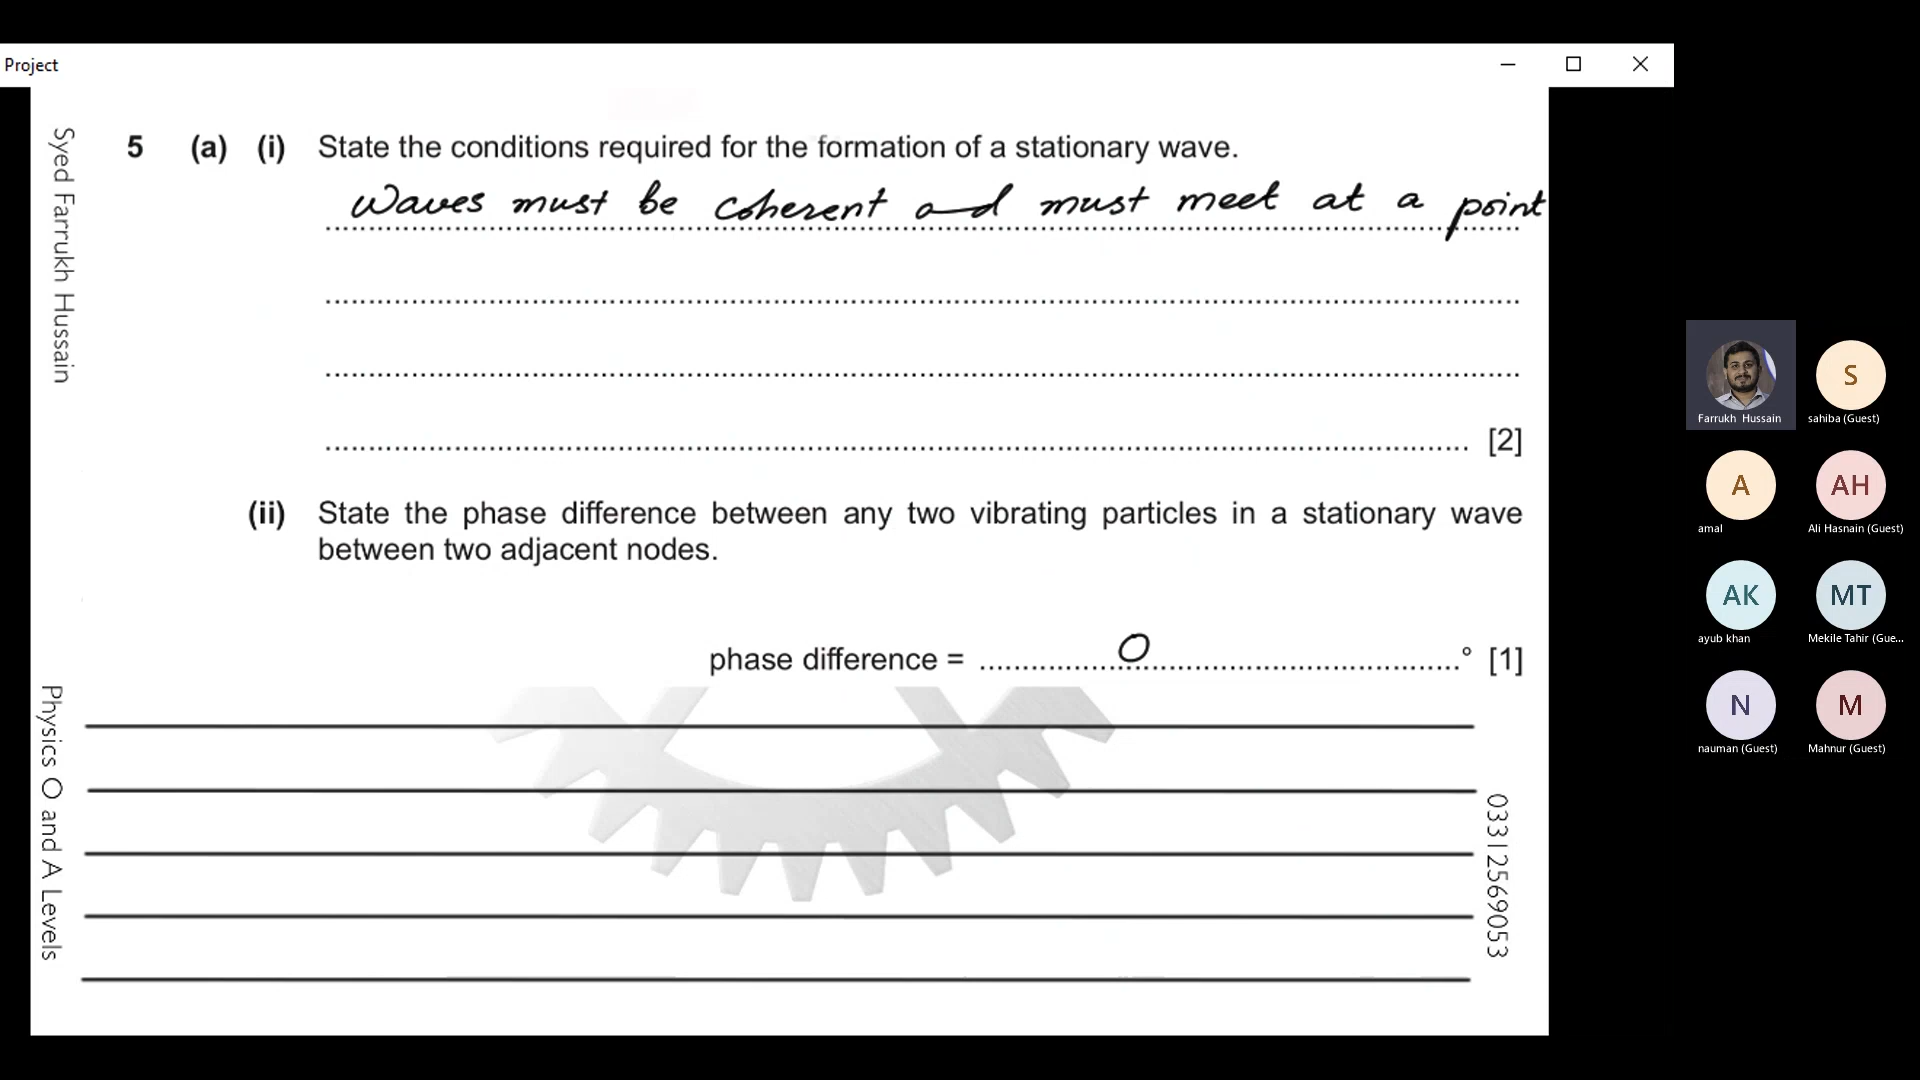 Project
Syed Farrukh Hussain
5 (a) (i) State the conditions required for the formation of a stationary wave.
Waves must be coherent and must meet at a point
[2]
(ii) State the phase difference between any two vibrating particles in a stationary wave
between two adjacent nodes.
phase difference = 0 ° [1]
Physics O and A Levels
03312569053
Farrukh Hussain
S
sahiba (Guest)
A
amal
AH
Ali Hasnain (Guest)
AK
ayub khan
MT
Mekile Tahir (Gue...
N
nauman (Guest)
M
Mahnur (Guest)